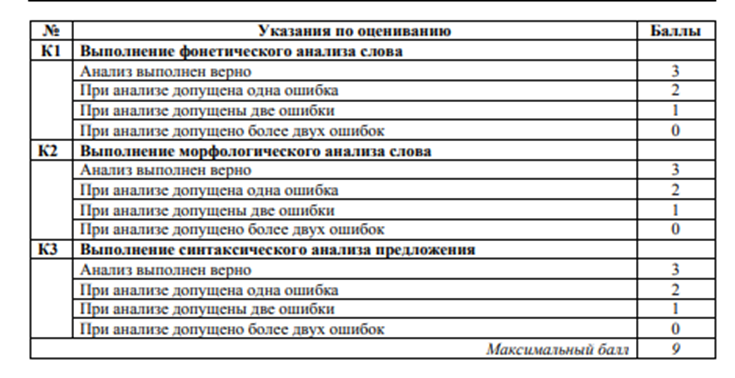 № Указания по оцениванию Баллы
К1 Выполнение фонетического анализа слова
Анализ выполнен верно 3
При анализе допущена одна ошибка 2
При анализе допущены две ошибки 1
При анализе допущено более двух ошибок 0
К2 Выполнение морфологического анализа слова
Анализ выполнен верно 3
При анализе допущена одна ошибка 2
При анализе допущены две ошибки 1
При анализе допущено более двух ошибок 0
К3 Выполнение синтаксического анализа предложения
Анализ выполнен верно 3
При анализе допущена одна ошибка 2
При анализе допущены две ошибки 1
При анализе допущено более двух ошибок 0
Максимальный балл 9